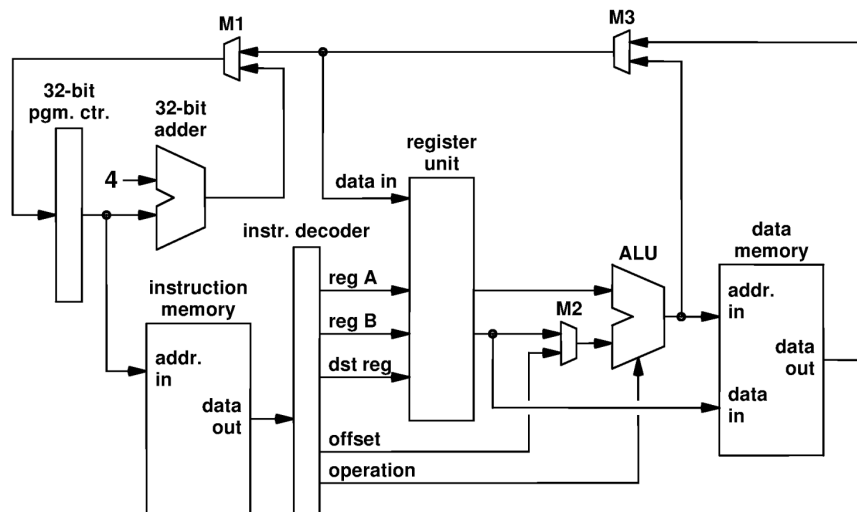 M1
M3
32-bit
pgm. ctr.
32-bit
adder
4
register
unit
data in
instr. decoder
instruction
memory
addr.
in
data
out
reg A
reg B
dst reg
offset
operation
M2
ALU
data
memory
addr.
in
data
out
data
in